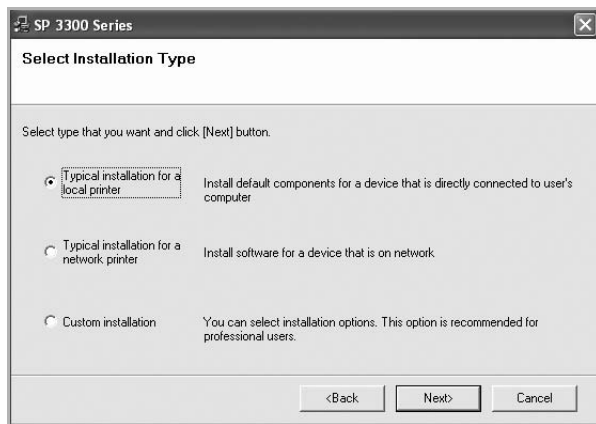 SP 3300 Series
Select Installation Type
Select type that you want and click [Next] button.
Typical installation for a
local printer
Install default components for a device that is directly connected to user's
computer
Typical installation for a
network printer
Install software for a device that is on network
Custom installation
You can select installation options. This option is recommended for
professional users.
<Back
Next>
Cancel